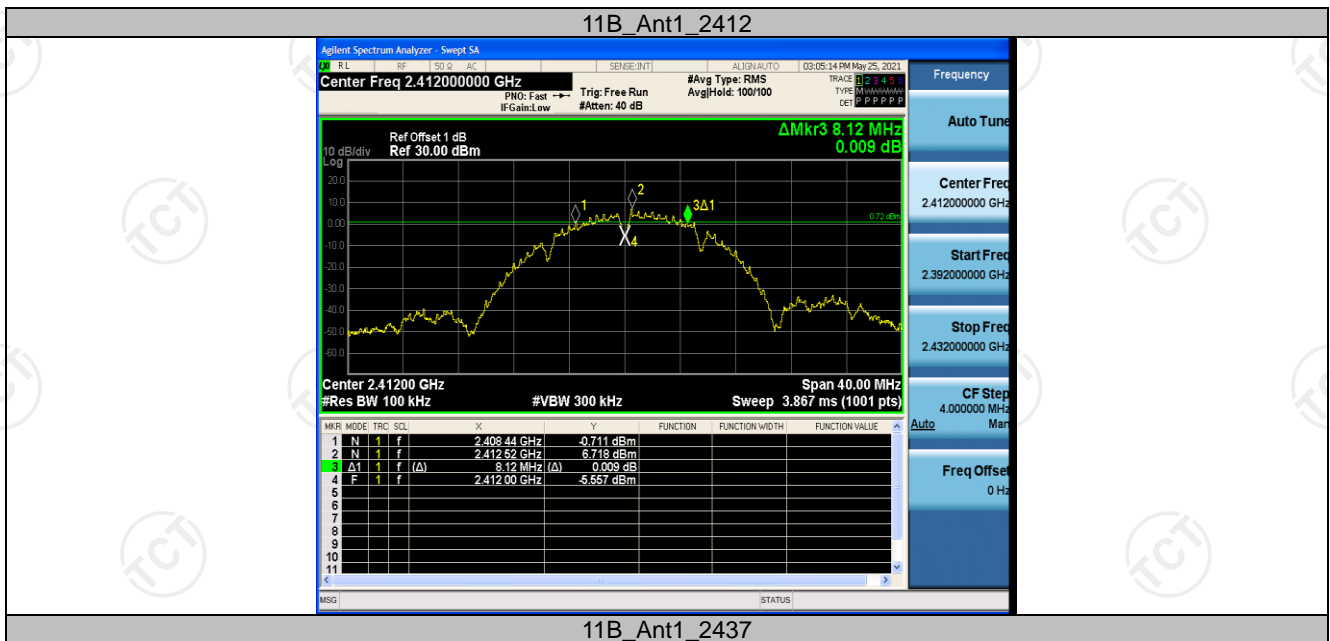 11B_Ant1_2412
Agilent Spectrum Analyzer - Swept SA
RL RF 50 Ω AC SENSE:INT ALIGNAUTO 03:05:14 PM May 25, 2021
Center Freq 2.412000000 GHz
PNO: Fast
IFGain:Low
Trig: Free Run
#Atten: 40 dB
#Avg Type: RMS
Avg|Hold: 100/100
TRACE 1 2 3 4 5 6
TYPE M
DET P P P P P P
Frequency
Auto Tune
ΔMkr3 8.12 MHz
0.009 dB
Ref Offset 1 dB
10 dB/div Ref 30.00 dBm
Log
20.0
10.0
0.00
-10.0
-20.0
-30.0
-40.0
-50.0
-60.0
1
2
3Δ1
4
0.72 dBm
Center Freq
2.412000000 GHz
Start Freq
2.392000000 GHz
Stop Freq
2.432000000 GHz
CF Step
4.000000 MHz
Auto Man
Freq Offset
0 Hz
Center 2.41200 GHz Span 40.00 MHz
#Res BW 100 kHz #VBW 300 kHz Sweep 3.867 ms (1001 pts)
MKR MODE TRC SCL X Y FUNCTION FUNCTION WIDTH FUNCTION VALUE
1 N 1 f 2.408 44 GHz -0.711 dBm
2 N 1 f 2.412 52 GHz 6.718 dBm
3 Δ1 1 f (Δ) 8.12 MHz (Δ) 0.009 dB
4 F 1 f 2.412 00 GHz -5.557 dBm
5
6
7
8
9
10
11
MSG STATUS
11B_Ant1_2437
TCT
TCT
TCT
TCT